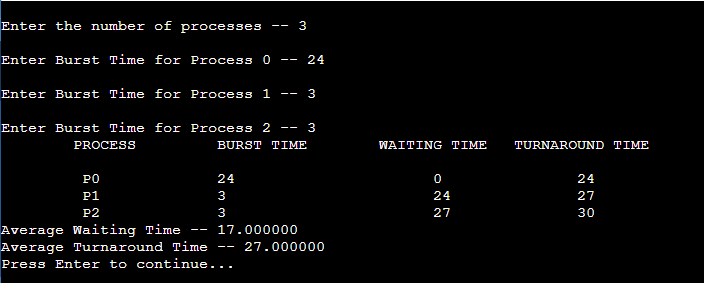 Enter the number of processes -- 3
Enter Burst Time for Process 0 -- 24
Enter Burst Time for Process 1 -- 3
Enter Burst Time for Process 2 -- 3
PROCESS BURST TIME WAITING TIME TURNAROUND TIME
P0 24 0 24
P1 3 24 27
P2 3 27 30
Average Waiting Time -- 17.000000
Average Turnaround Time -- 27.000000
Press Enter to continue...